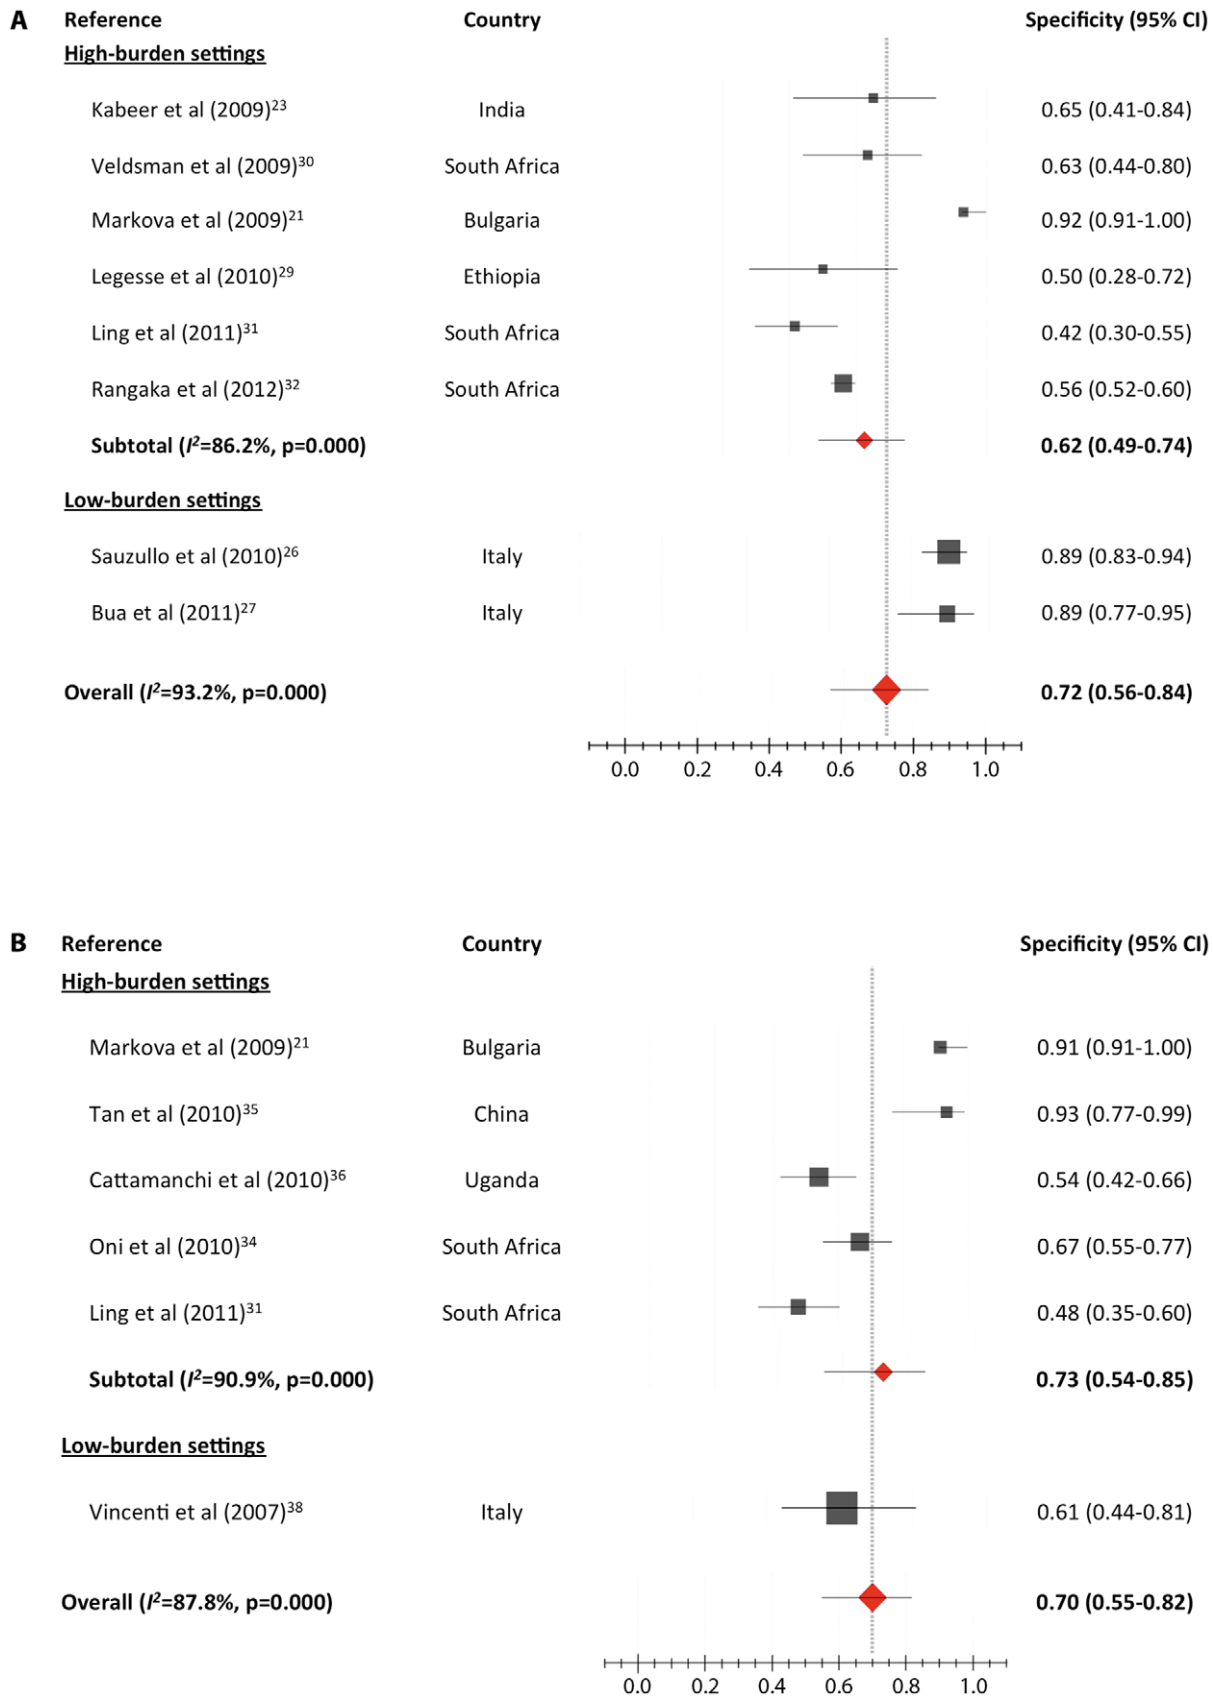 A Reference Country Specificity (95% CI)
High-burden settings
Kabeer et al (2009)23 India 0.65 (0.41-0.84)
Veldsman et al (2009)30 South Africa 0.63 (0.44-0.80)
Markova et al (2009)21 Bulgaria 0.92 (0.91-1.00)
Legesse et al (2010)29 Ethiopia 0.50 (0.28-0.72)
Ling et al (2011)31 South Africa 0.42 (0.30-0.55)
Rangaka et al (2012)32 South Africa 0.56 (0.52-0.60)
Subtotal (I2=86.2%, p=0.000) 0.62 (0.49-0.74)
Low-burden settings
Sauzullo et al (2010)26 Italy 0.89 (0.83-0.94)
Bua et al (2011)27 Italy 0.89 (0.77-0.95)
Overall (I2=93.2%, p=0.000) 0.72 (0.56-0.84)
0.0 0.2 0.4 0.6 0.8 1.0
B Reference Country Specificity (95% CI)
High-burden settings
Markova et al (2009)21 Bulgaria 0.91 (0.91-1.00)
Tan et al (2010)35 China 0.93 (0.77-0.99)
Cattamanchi et al (2010)36 Uganda 0.54 (0.42-0.66)
Oni et al (2010)34 South Africa 0.67 (0.55-0.77)
Ling et al (2011)31 South Africa 0.48 (0.35-0.60)
Subtotal (I2=90.9%, p=0.000) 0.73 (0.54-0.85)
Low-burden settings
Vincenti et al (2007)38 Italy 0.61 (0.44-0.81)
Overall (I2=87.8%, p=0.000) 0.70 (0.55-0.82)
0.0 0.2 0.4 0.6 0.8 1.0